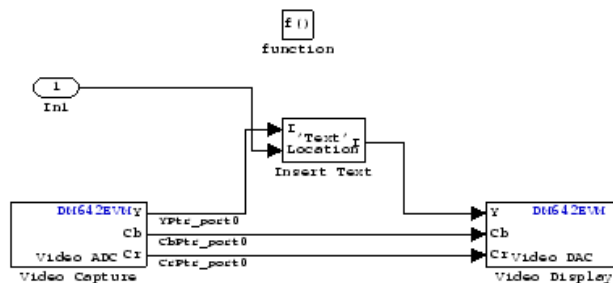 f()
function
1
In1
I
'Text'
I
Location
Insert Text
DM642EVM
Y
YPtr_port0
Cb
CbPtr_port0
Video ADC
Cr
CrPtr_port0
Video Capture
Y
DM642EVM
Cb
Cr
Video DAC
Video Display